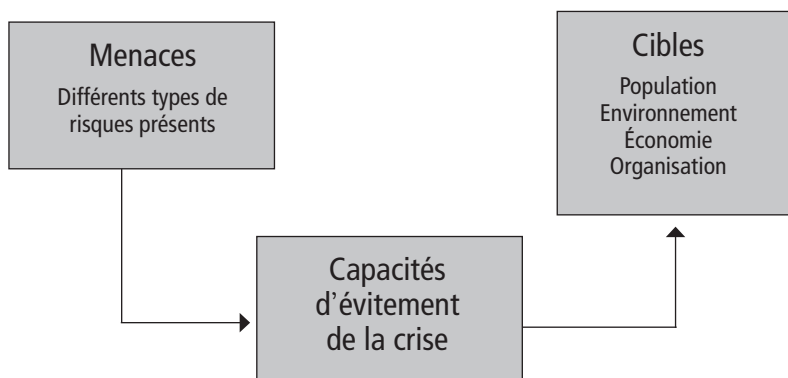 Menaces
Différents types de
risques présents
Cibles
Population
Environnement
Économie
Organisation
Capacités
d'évitement
de la crise